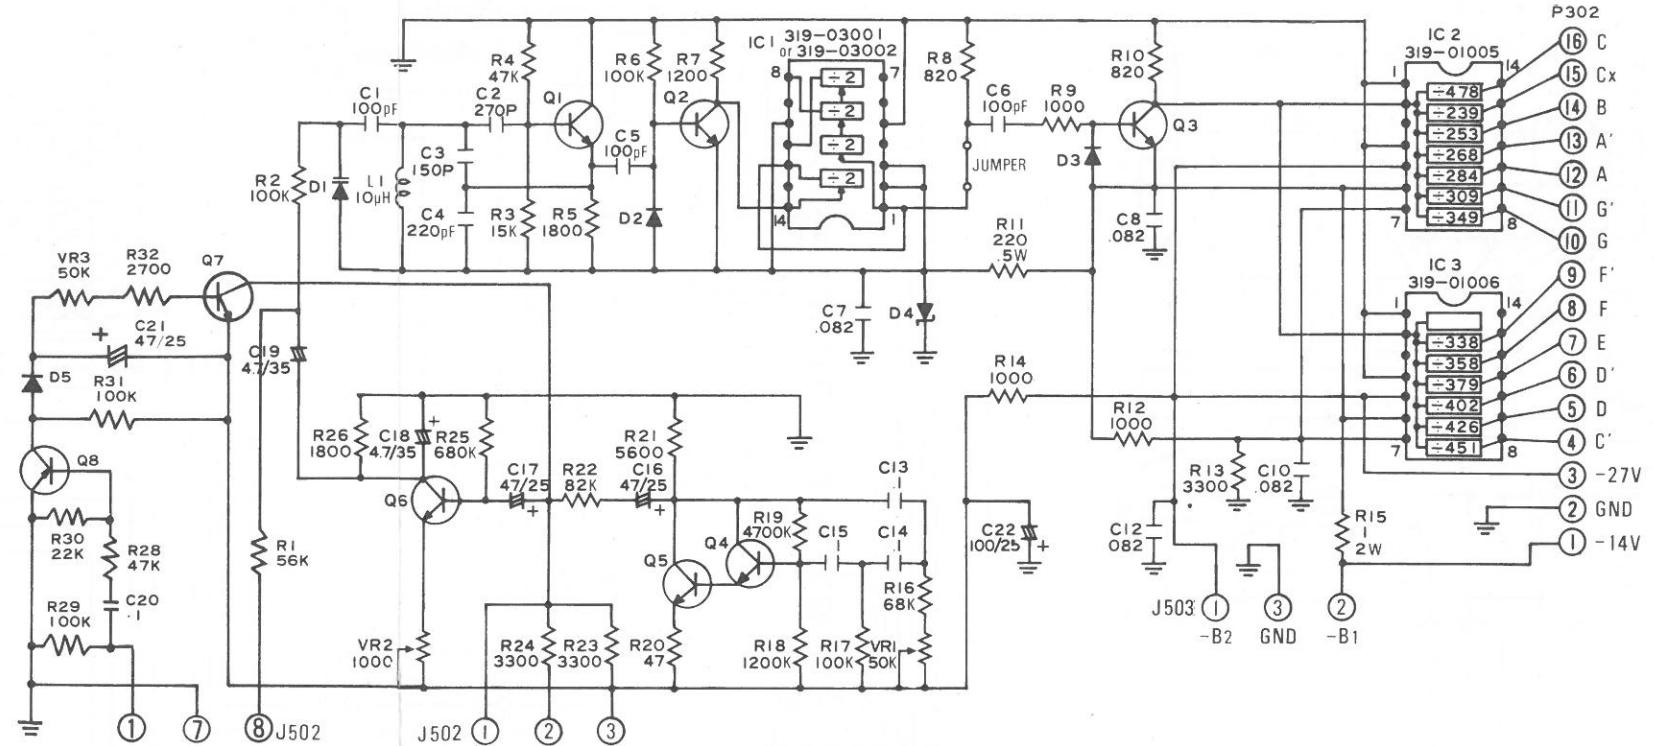 P302
319-03001
IC1 or 319-03002
IC 2
319-01005
16 C
R4
47K
R6
100K
R7
1200
8
÷2
7
R8
820
R10
820
1
14
15 Cx
C1
100pF
C2
270P
Q1
Q2
÷2
C6
100pF
R9
1000
÷478
÷239
14 B
÷2
Q3
÷253
C5
100pF
÷268
13 A'
C3
150P
D3
JUMPER
÷2
÷284
12 A
R2
100K
D1
L1
10µH
÷309
11 G'
C4
220pF
R3
15K
R5
1800
D2
14
1
C8
.082
÷349
7
8
10 G
R11
220
.5W
IC 3
319-01006
VR3
50K
R32
2700
Q7
9 F'
1
14
C21
+ 47/25
C7
.082
D4
8 F
÷338
C19
4.7/35
÷358
7 E
D5
R31
100K
R14
1000
÷379
6 D'
÷402
R12
1000
÷426
5 D
R26
1800
C18
4.7/35
+
R25
680K
R21
5600
÷451
7
8
4 C'
Q8
C17
47/25
+
R22
82K
C16
47/25
+
C13
.1
R13
3300
C10
.082
3 -27V
Q6
2 GND
R30
22K
R28
47K
R1
56K
Q5
Q4
R19
4700K
C15
.1
C14
.1
C22
100/25
+
C12
082
R15
1
2W
1 -14V
R29
100K
C20
.1
R16
68K
J503 1 3 2
-B2 GND -B1
VR2
1000
R24
3300
R23
3300
R20
47
R18
1200K
R17
100K
VR1
50K
1 7 8 J502 J502 1 2 3